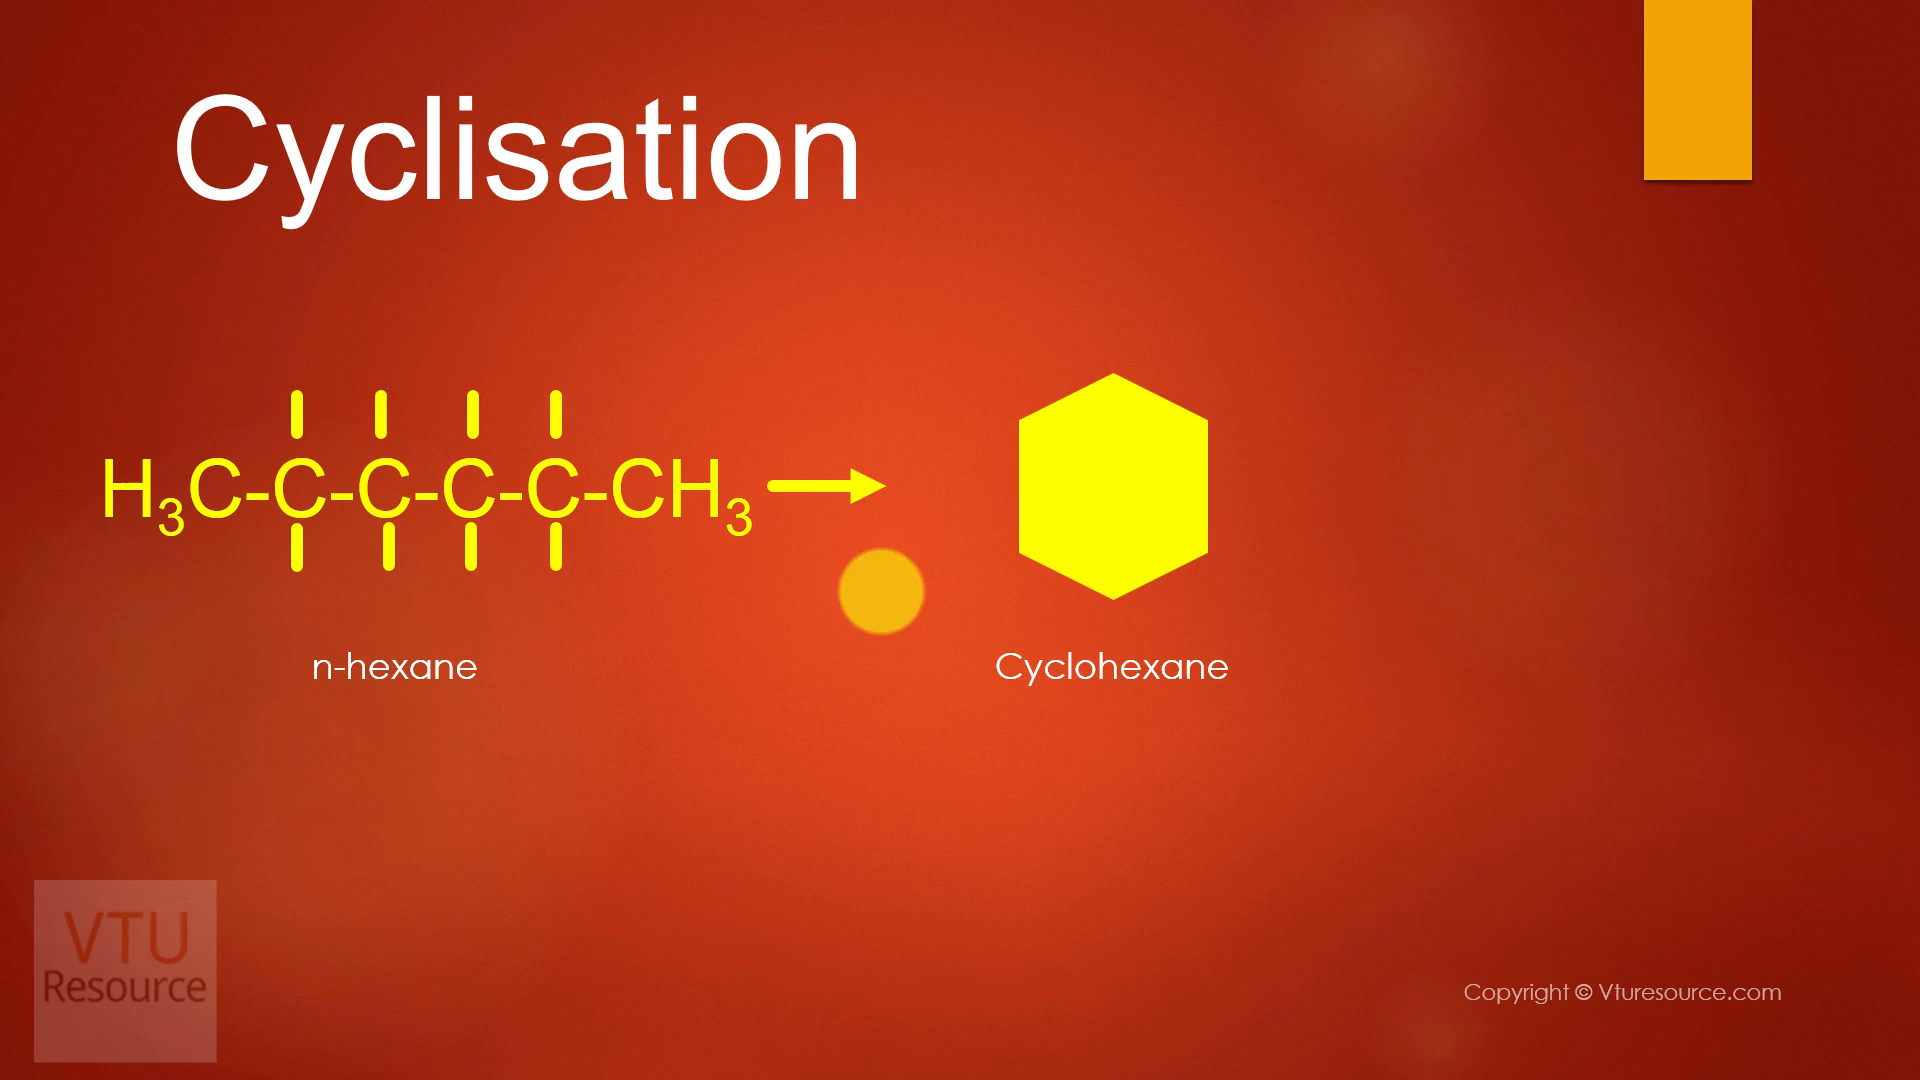 Cyclisation
H₃C-C-C-C-C-CH₃
n-hexane
Cyclohexane
VTU
Resource
Copyright © Vturesource.com